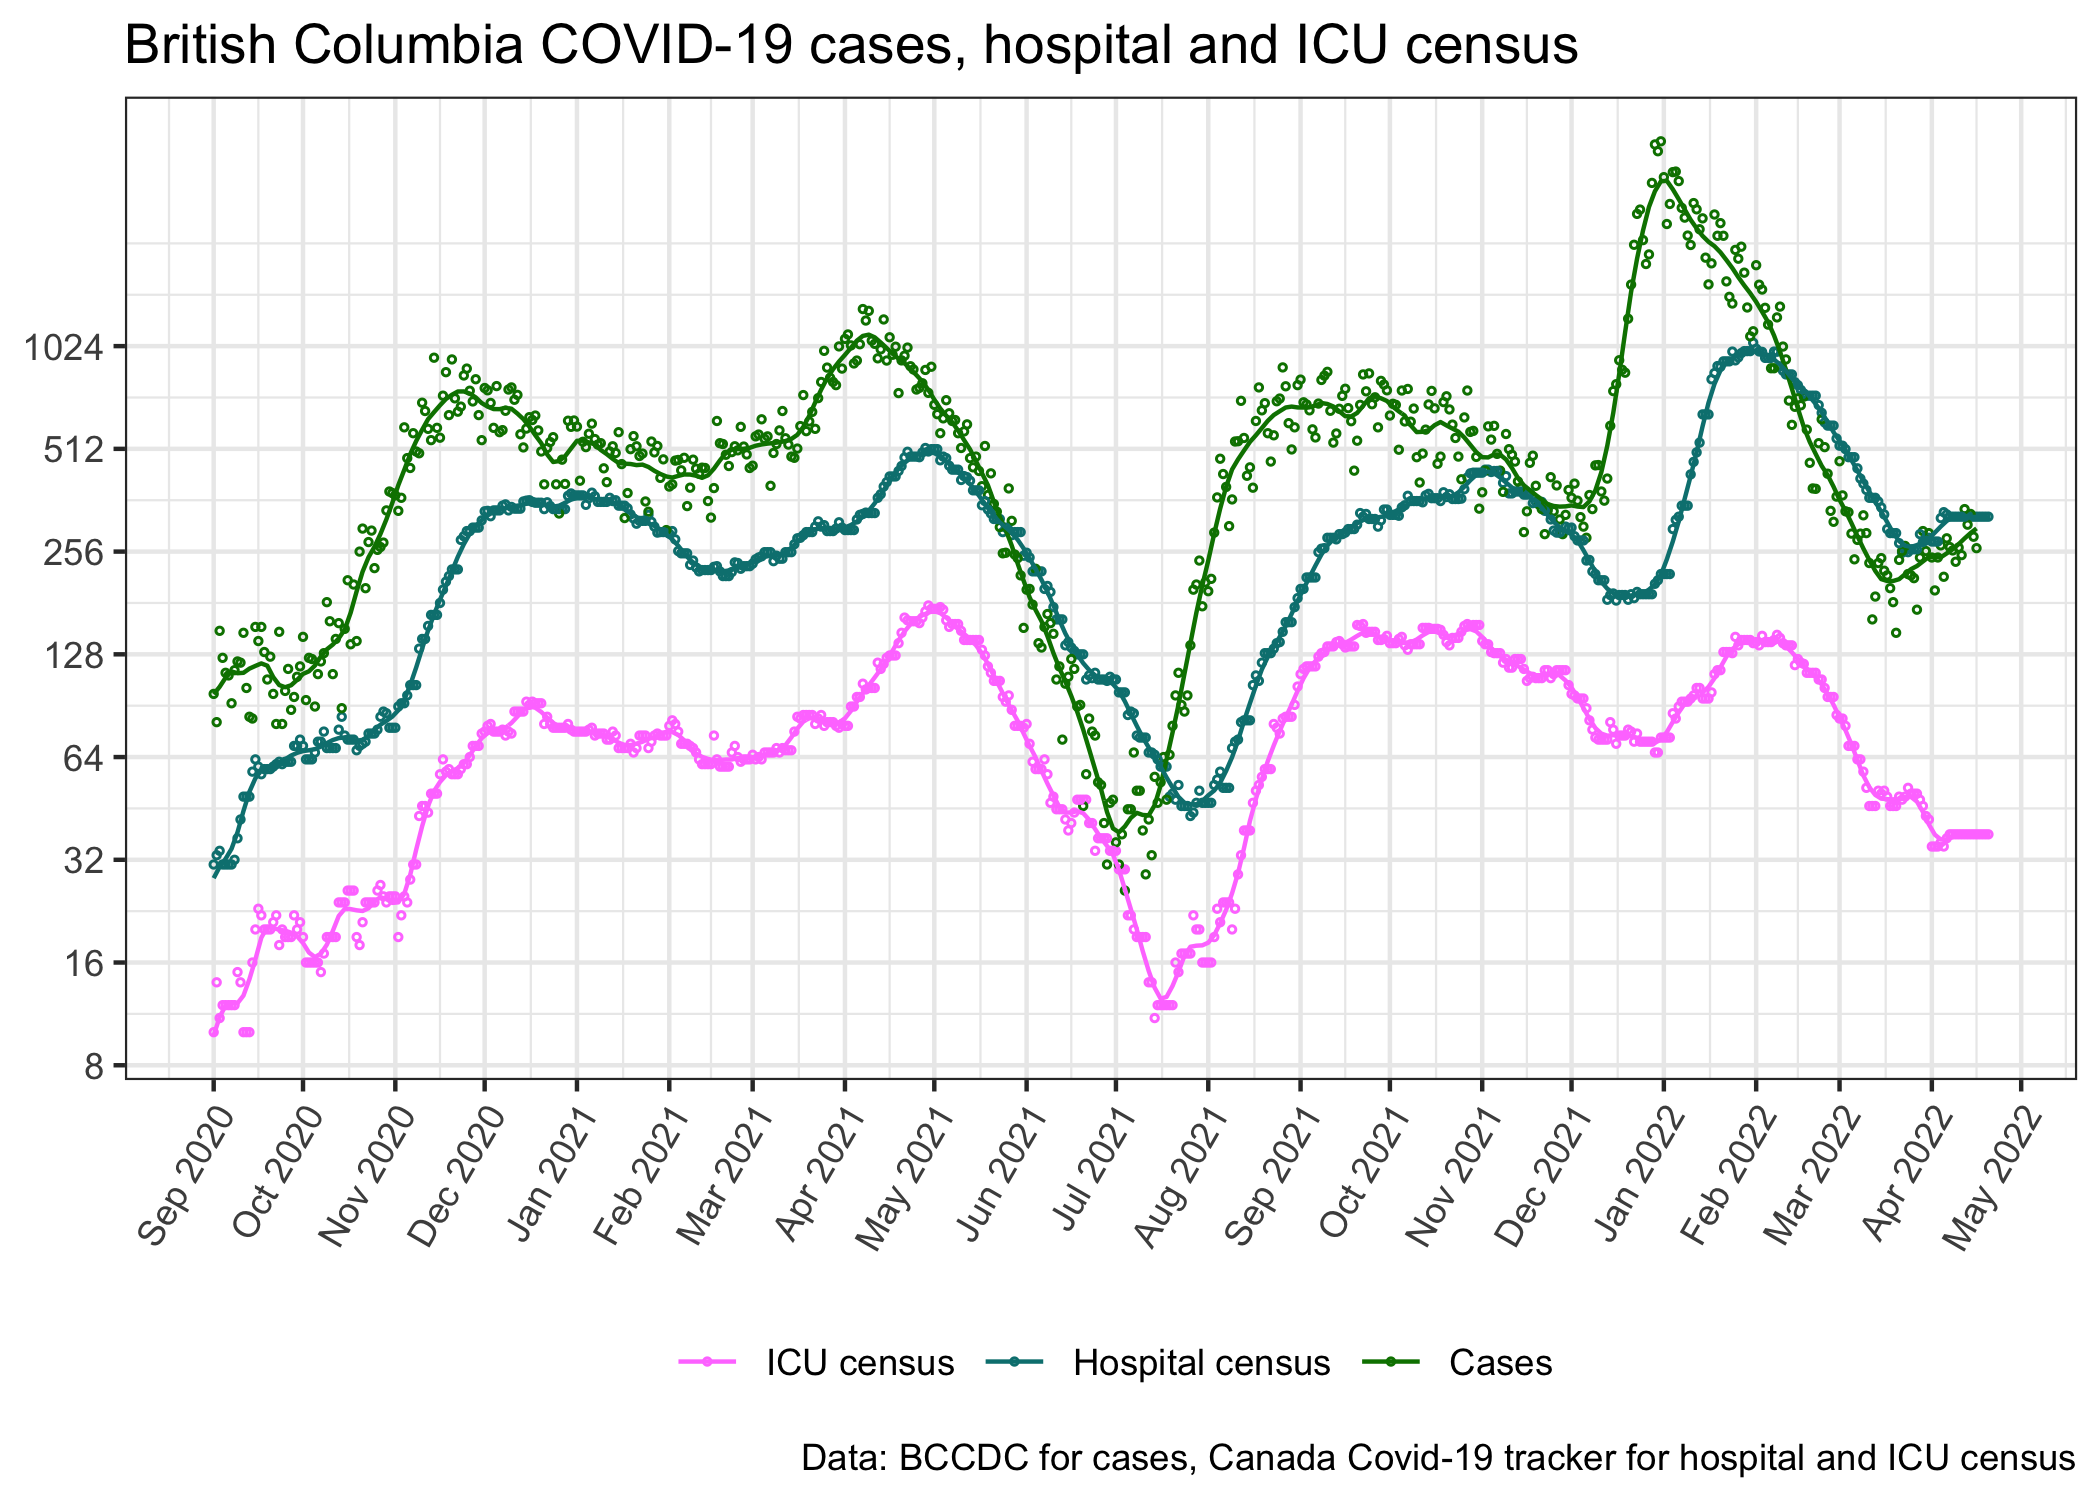 British Columbia COVID-19 cases, hospital and ICU census
1024
512
256
128
64
32
16
8
Sep 2020
Oct 2020
Nov 2020
Dec 2020
Jan 2021
Feb 2021
Mar 2021
Apr 2021
May 2021
Jun 2021
Jul 2021
Aug 2021
Sep 2021
Oct 2021
Nov 2021
Dec 2021
Jan 2022
Feb 2022
Mar 2022
Apr 2022
May 2022
ICU census Hospital census Cases
Data: BCCDC for cases, Canada Covid-19 tracker for hospital and ICU census